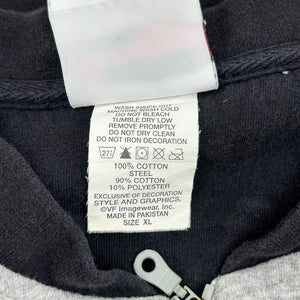 WASH INSIDE OUT
MACHINE WASH COLD
DO NOT BLEACH
TUMBLE DRY LOW
REMOVE PROMPTLY
DO NOT DRY CLEAN
DO NOT IRON DECORATION
100% COTTON
STEEL
90% COTTON
10% POLYESTER
EXCLUSIVE OF DECORATION
STYLE AND GRAPHICS.
©VF Imagewear, Inc.
MADE IN PAKISTAN
SIZE XL